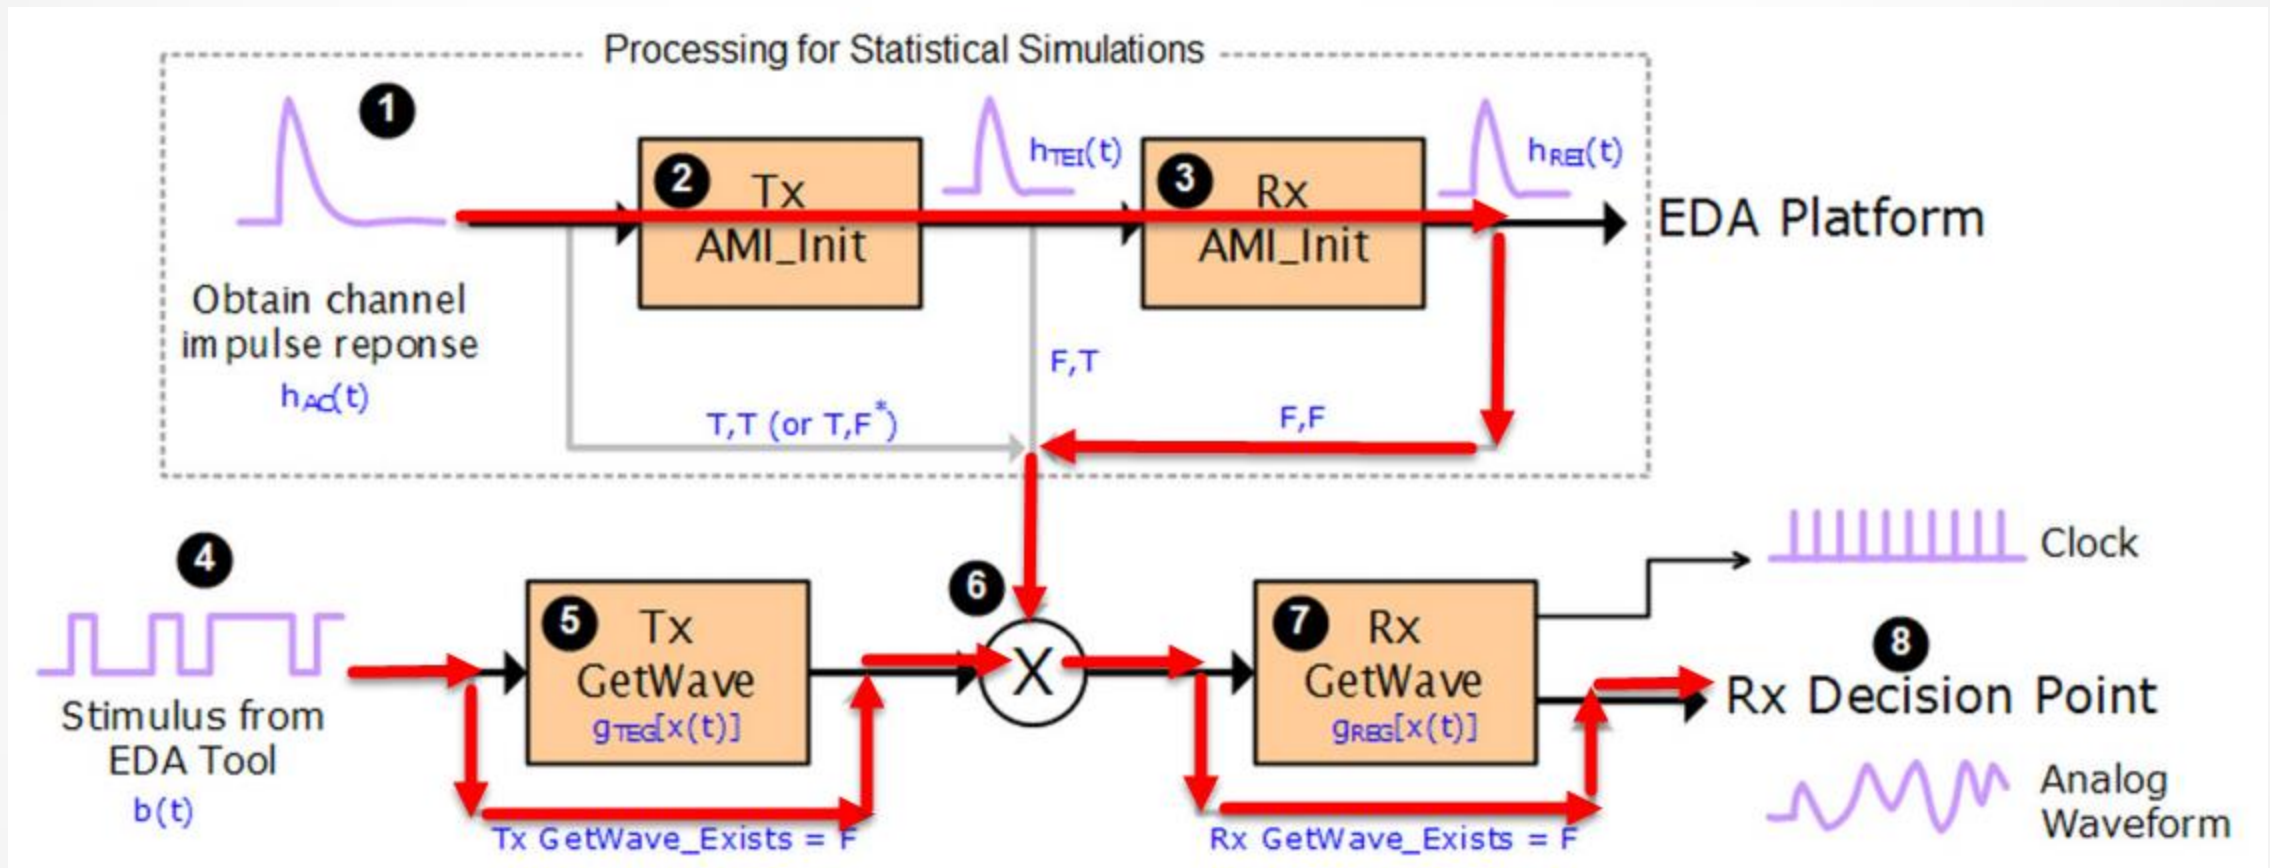 Processing for Statistical Simulations
1
2
Tx
AMI_Init
hTEI(t)
3
Rx
AMI_Init
hREI(t)
EDA Platform
Obtain channel
impulse reponse
hAC(t)
F,T
T,T (or T,F*)
F,F
4
Stimulus from
EDA Tool
b(t)
5
Tx
GetWave
gTEG[x(t)]
Tx GetWave_Exists = F
6
X
7
Rx
GetWave
gREG[x(t)]
Rx GetWave_Exists = F
Clock
8
Rx Decision Point
Analog
Waveform